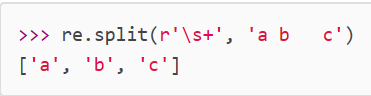 >>> re.split(r'\s+', 'a b   c')
['a', 'b', 'c']